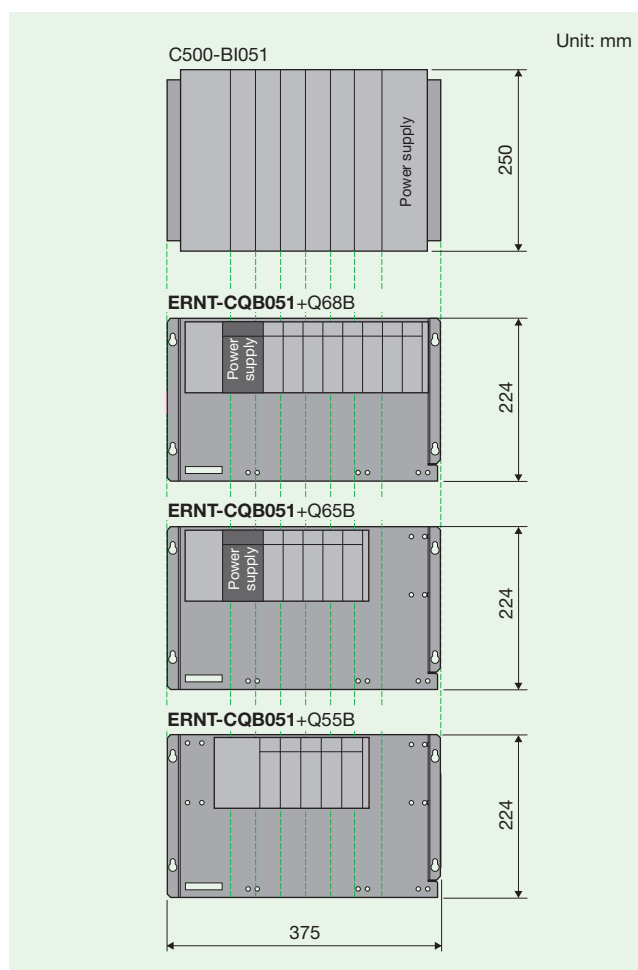 Unit: mm
C500-BI051
Power supply
250
ERNT-CQB051+Q68B
Power
supply
224
ERNT-CQB051+Q65B
Power
supply
224
ERNT-CQB051+Q55B
224
375